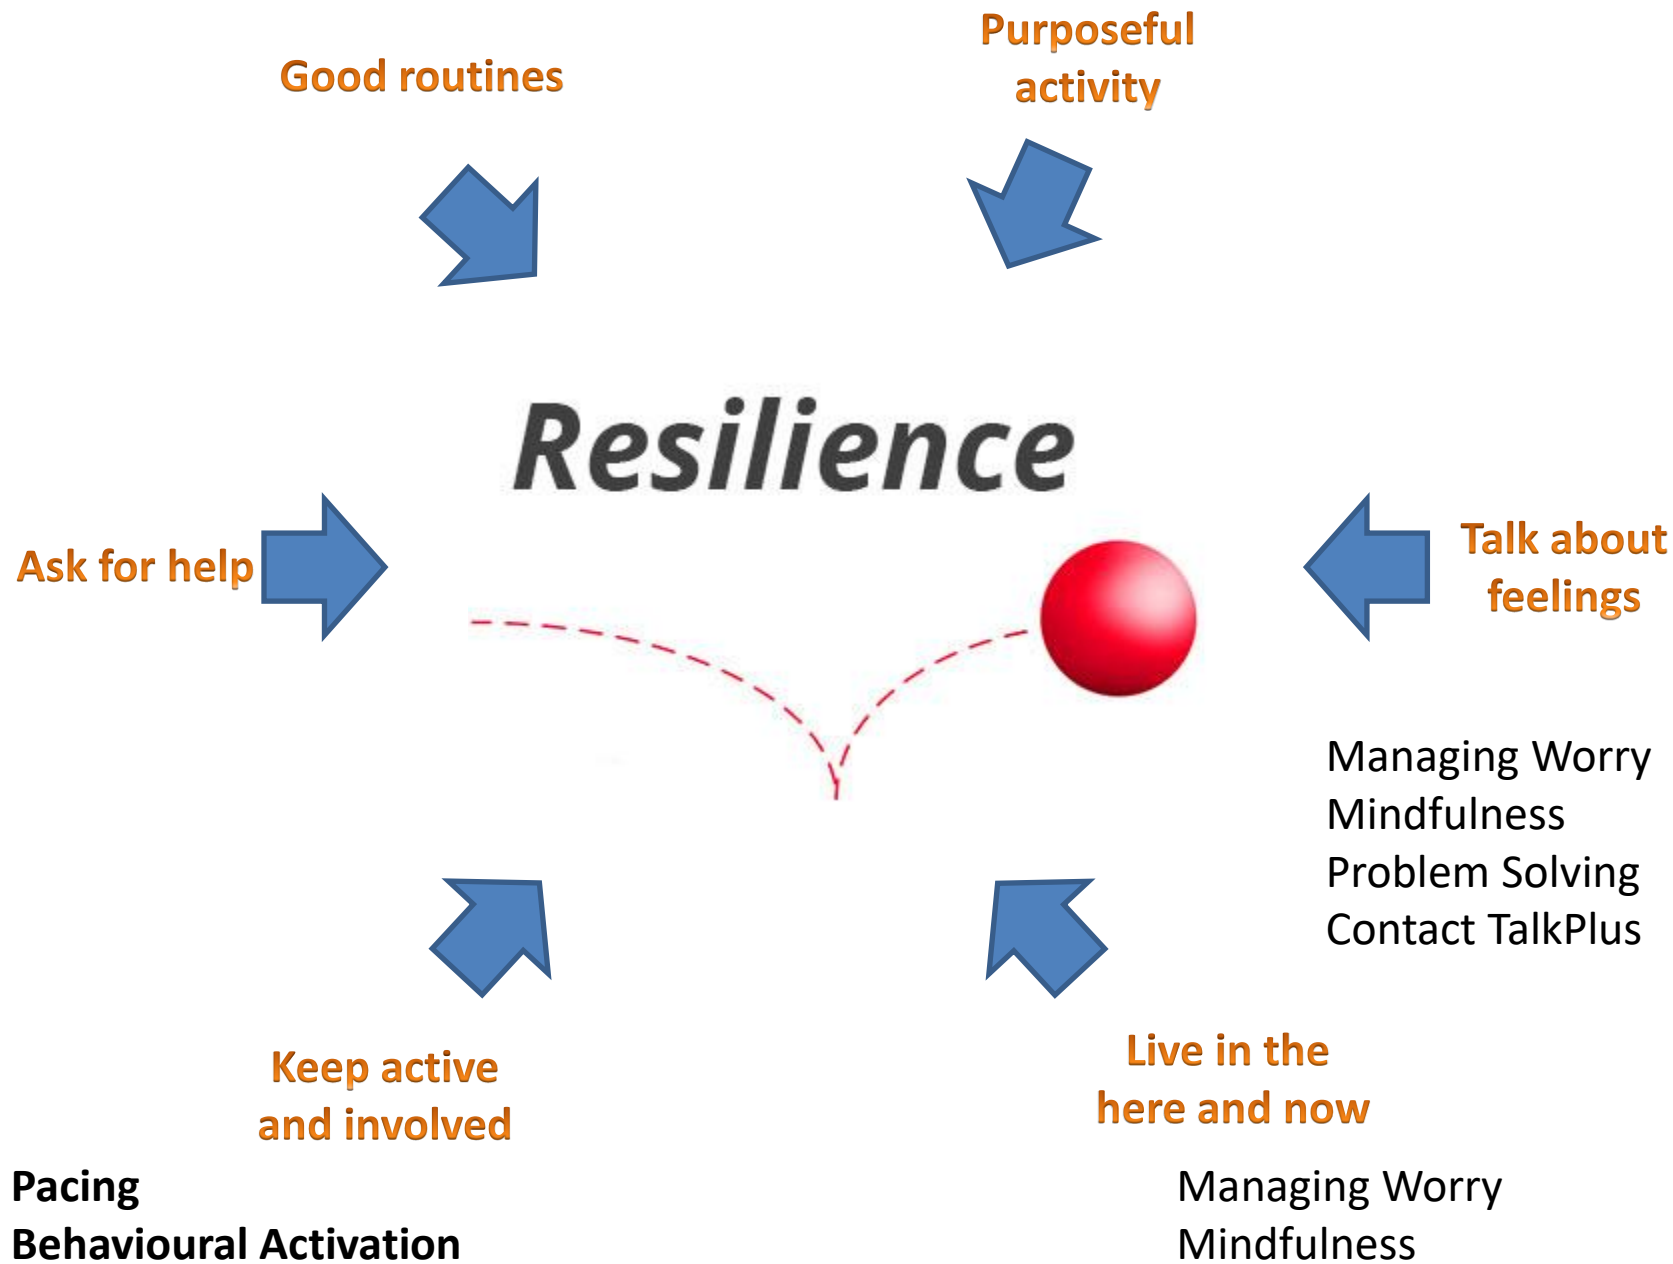 Good routines
Purposeful
activity
Resilience
Ask for help
Talk about
feelings
Managing Worry
Mindfulness
Problem Solving
Contact TalkPlus
Keep active
and involved
Pacing
Behavioural Activation
Live in the
here and now
Managing Worry
Mindfulness